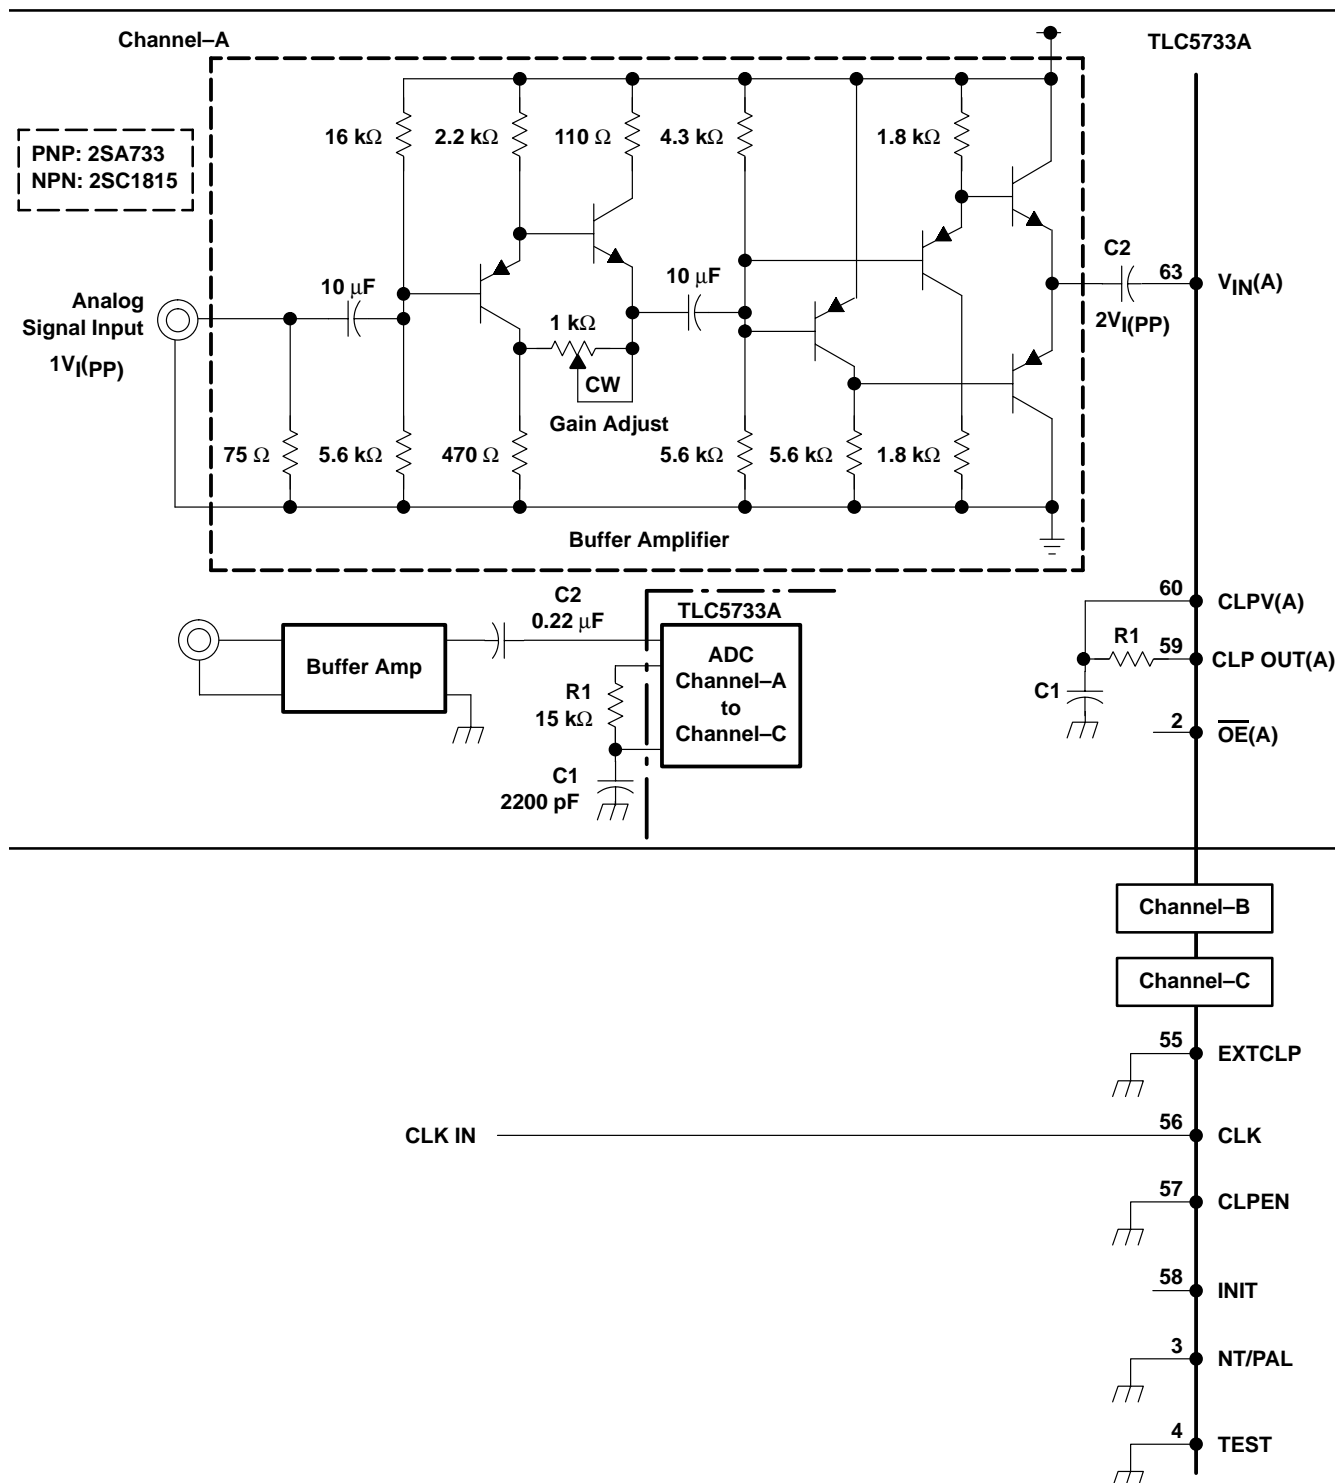 Channel–A
TLC5733A
PNP: 2SA733
NPN: 2SC1815
16 kΩ
2.2 kΩ
110 Ω
4.3 kΩ
1.8 kΩ
Analog
Signal Input
1VI(PP)
10 µF
1 kΩ
CW
Gain Adjust
10 µF
C2
2VI(PP)
63
VIN(A)
75 Ω
5.6 kΩ
470 Ω
5.6 kΩ
5.6 kΩ
1.8 kΩ
Buffer Amplifier
Buffer Amp
C2
0.22 µF
TLC5733A
ADC
Channel–A
to
Channel–C
R1
15 kΩ
C1
2200 pF
60
CLPV(A)
R1
59
CLP OUT(A)
C1
2
O̅E̅(A)
Channel–B
Channel–C
55
EXTCLP
CLK IN
56
CLK
57
CLPEN
58
INIT
3
NT/PAL
4
TEST